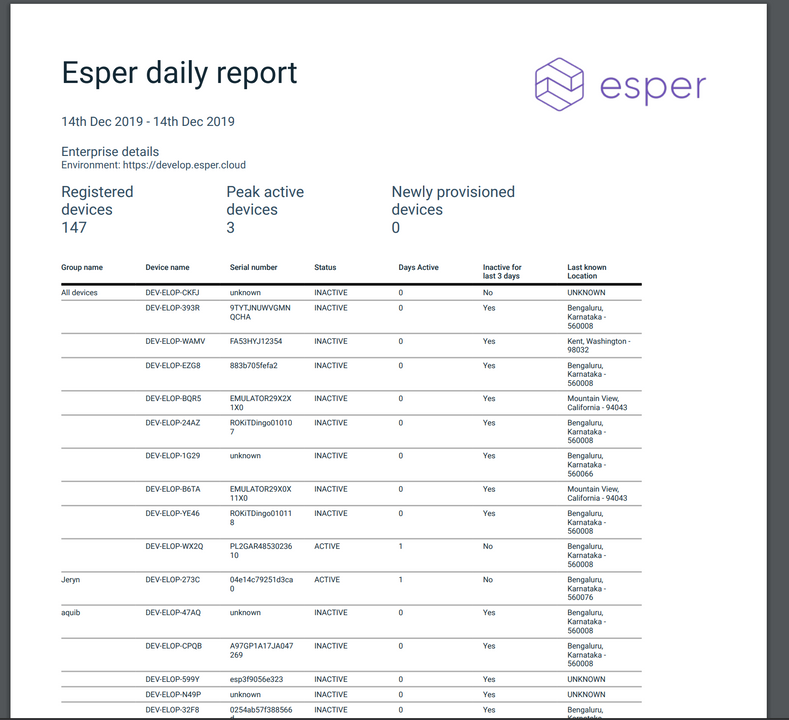 Esper daily report
esper
14th Dec 2019 - 14th Dec 2019
Enterprise details
Environment: https://develop.esper.cloud
Registered devices 147
Peak active devices 3
Newly provisioned devices 0
Group name Device name Serial number Status Days Active Inactive for last 3 days Last known Location
All devices DEV-ELOP-CKFJ unknown INACTIVE 0 No UNKNOWN
DEV-ELOP-393R 9TYTJNUWVGMNQCHA INACTIVE 0 Yes Bengaluru, Karnataka - 560008
DEV-ELOP-WAMV FA53HYJ12354 INACTIVE 0 Yes Kent, Washington - 98032
DEV-ELOP-EZG8 883b705fefa2 INACTIVE 0 Yes Bengaluru, Karnataka - 560008
DEV-ELOP-BQR5 EMULATOR29X2X1X0 INACTIVE 0 Yes Mountain View, California - 94043
DEV-ELOP-24AZ ROKiTDingo010107 INACTIVE 0 Yes Bengaluru, Karnataka - 560008
DEV-ELOP-1G29 unknown INACTIVE 0 Yes Bengaluru, Karnataka - 560066
DEV-ELOP-B6TA EMULATOR29X0X11X0 INACTIVE 0 Yes Mountain View, California - 94043
DEV-ELOP-YE46 ROKiTDingo010118 INACTIVE 0 Yes Bengaluru, Karnataka - 560008
DEV-ELOP-WX2Q PL2GAR4853023610 ACTIVE 1 No Bengaluru, Karnataka - 560008
Jeryn DEV-ELOP-273C 04e14c79251d3ca0 ACTIVE 1 No Bengaluru, Karnataka - 560076
aquib DEV-ELOP-47AQ unknown INACTIVE 0 Yes Bengaluru, Karnataka - 560008
DEV-ELOP-CPQB A97GP1A17JA047269 INACTIVE 0 Yes Bengaluru, Karnataka - 560008
DEV-ELOP-599Y esp3f9056e323 INACTIVE 0 Yes UNKNOWN
DEV-ELOP-N49P unknown INACTIVE 0 Yes UNKNOWN
DEV-ELOP-32F8 0254ab57f388566 INACTIVE 0 Yes Bengaluru,